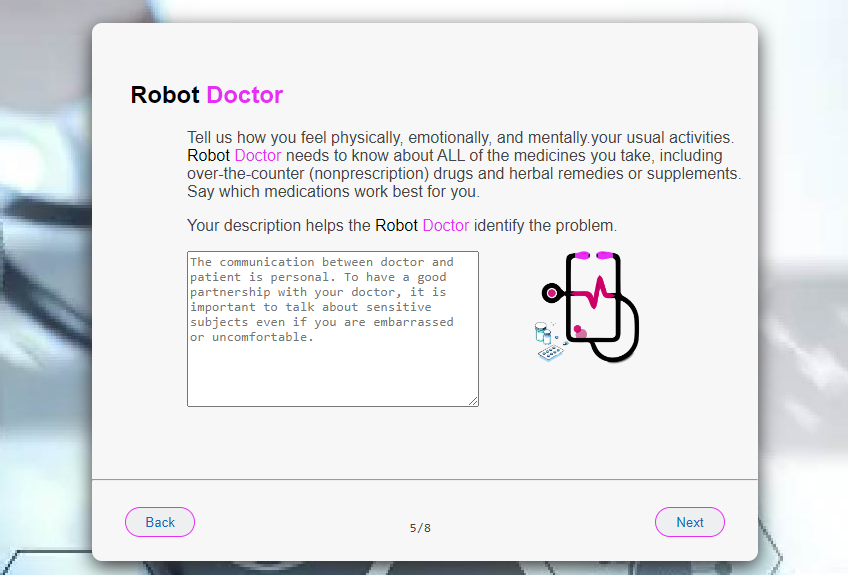 Robot Doctor
Tell us how you feel physically, emotionally, and mentally.your usual activities.
Robot Doctor needs to know about ALL of the medicines you take, including
over-the-counter (nonprescription) drugs and herbal remedies or supplements.
Say which medications work best for you.
Your description helps the Robot Doctor identify the problem.
The communication between doctor and
patient is personal. To have a good
partnership with your doctor, it is
important to talk about sensitive
subjects even if you are embarrassed
or uncomfortable.
Back
5/8
Next